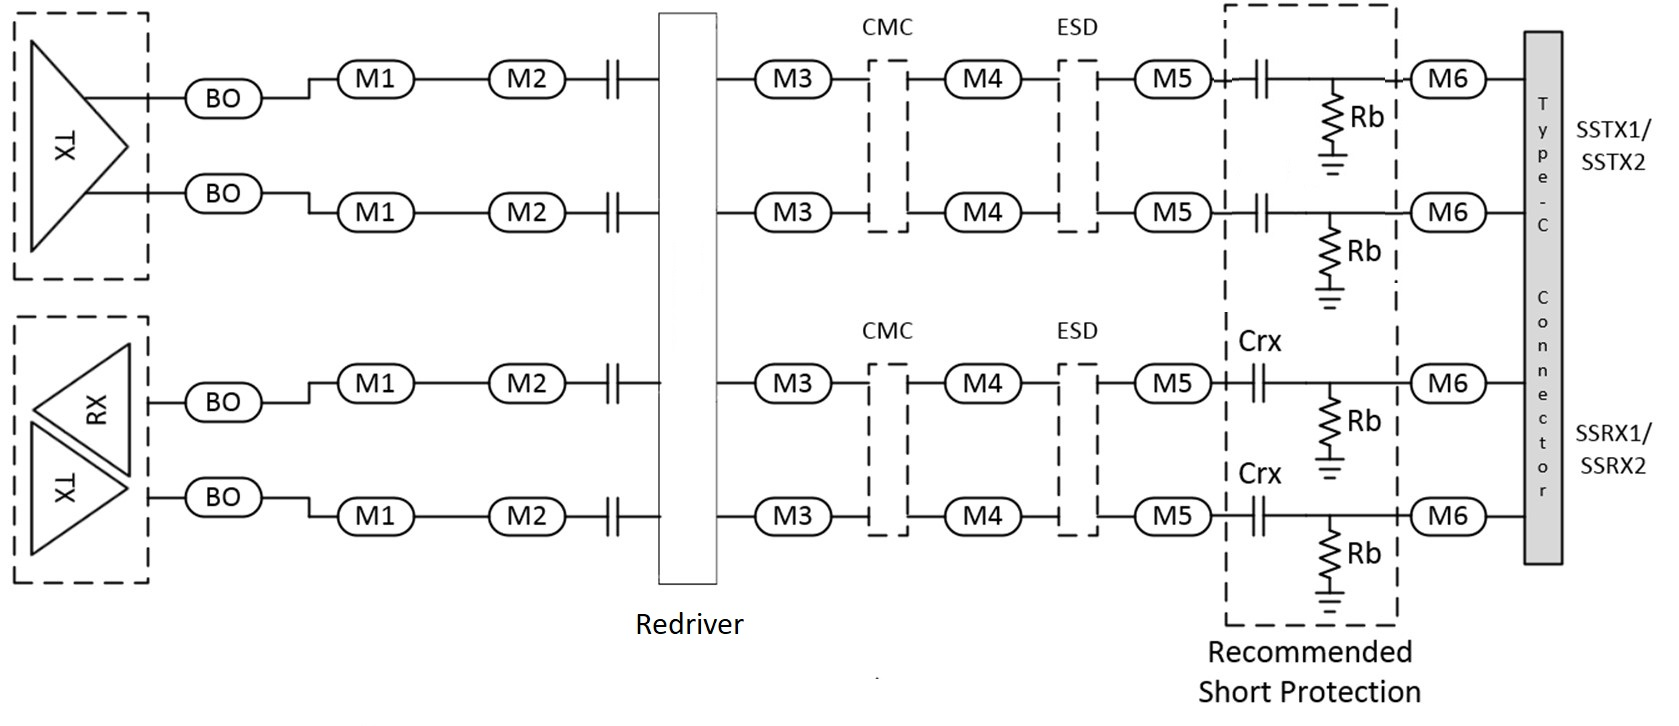 CMC
ESD
BO
M1
M2
M3
M4
M5
M6
Rb
TX
SSTX1/
SSTX2
BO
M1
M2
M3
M4
M5
M6
Rb
Type-C Connector
CMC
ESD
Crx
BO
M1
M2
M3
M4
M5
M6
RX
Rb
SSRX1/
SSRX2
Crx
TX
BO
M1
M2
M3
M4
M5
M6
Rb
Redriver
Recommended
Short Protection